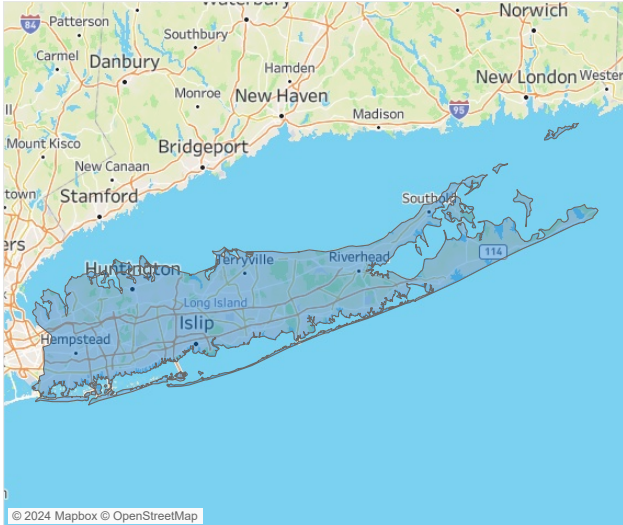 Waterbury
Norwich
84
Patterson
Southbury
Carmel
Danbury
Hamden
New London
Wester
Monroe
New Haven
95
Madison
Mount Kisco
Bridgeport
New Canaan
town
Stamford
Southold
ers
114
Huntington
Terryville
Riverhead
Long Island
Islip
Hempstead
© 2024 Mapbox © OpenStreetMap